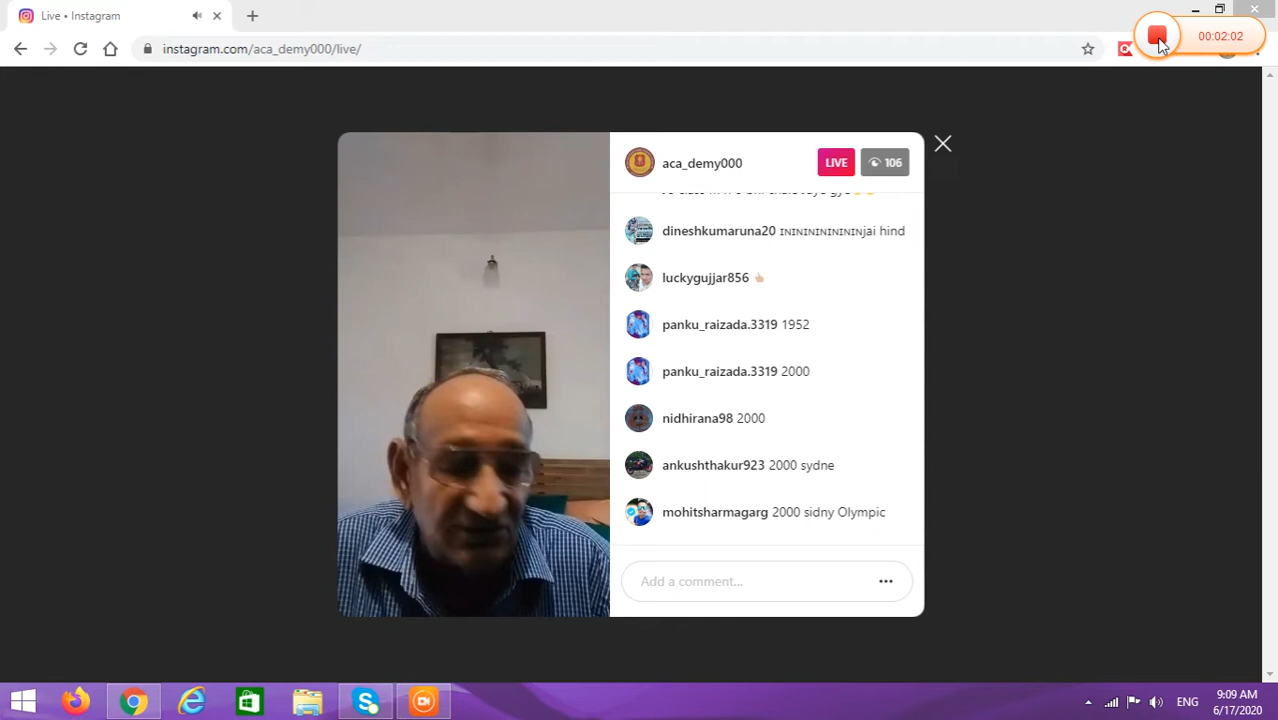 Live • Instagram
00:02:02
instagram.com/aca_demy000/live/
aca_demy000
LIVE
106
dineshkumaruna20 ɪɴɪɴɪɴɪɴɪɴɪɴɪɴjai hind
luckygujjar856 👆🏻
panku_raizada.3319 1952
panku_raizada.3319 2000
nidhirana98 2000
ankushthakur923 2000 sydne
mohitsharmagarg 2000 sidny Olympic
Add a comment...
ENG
9:09 AM
6/17/2020